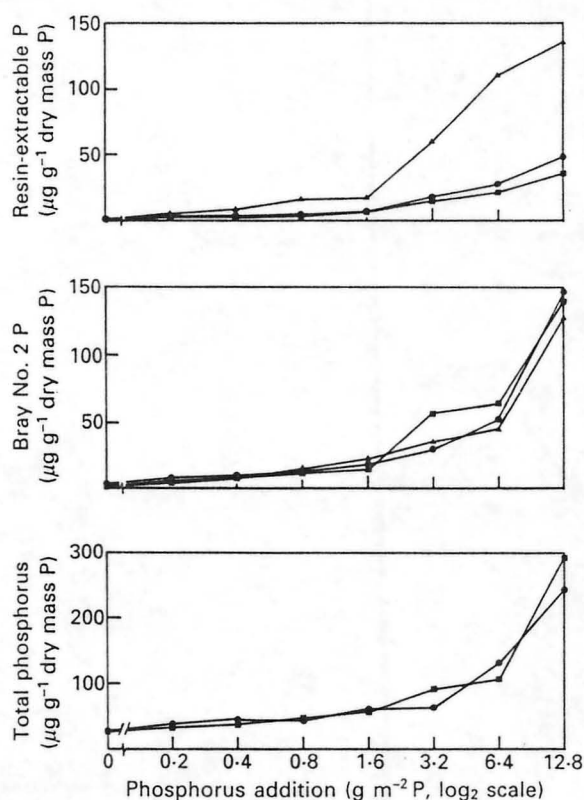 Resin-extractable P
(μg g⁻¹ dry mass P)
150
100
50
Bray No. 2 P
(μg g⁻¹ dry mass P)
150
100
50
Total phosphorus
(μg g⁻¹ dry mass P)
300
200
100
0 0·2 0·4 0·8 1·6 3·2 6·4 12·8
Phosphorus addition (g m⁻² P, log₂ scale)